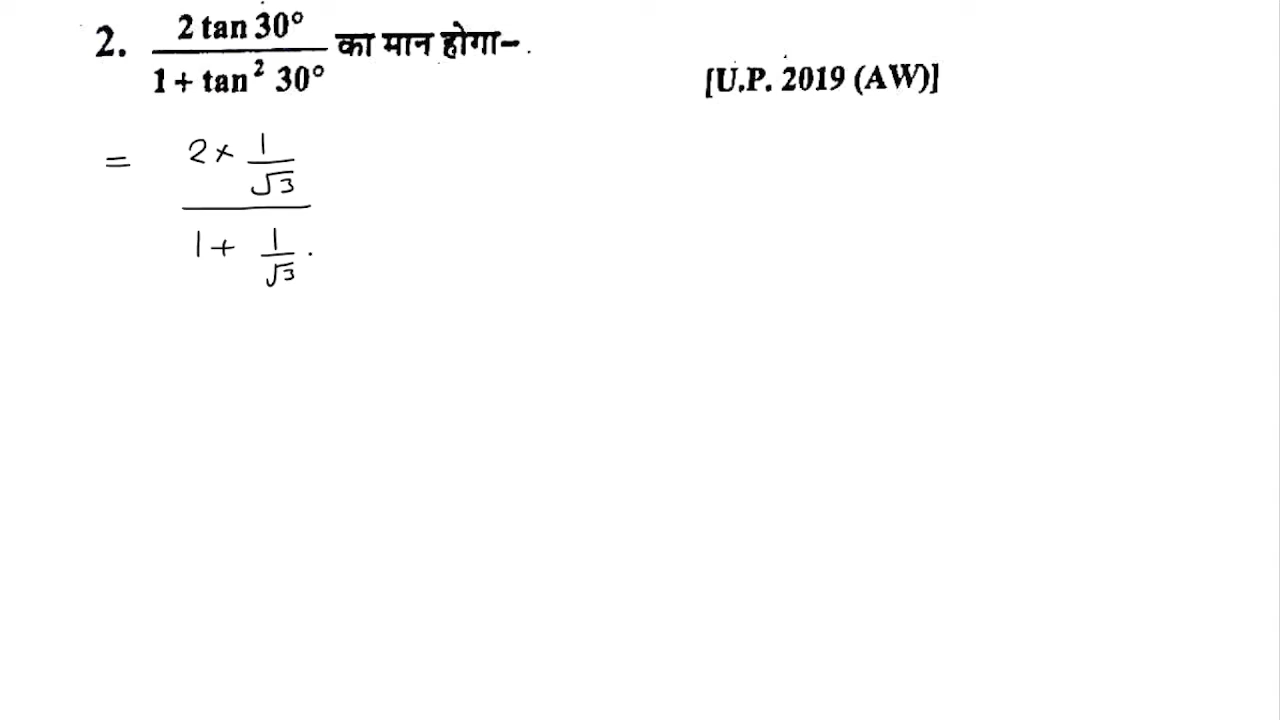 2. 2 tan 30° / 1 + tan² 30° का मान होगा–
[U.P. 2019 (AW)]
= 2 × 1/√3 / 1 + 1/√3 .